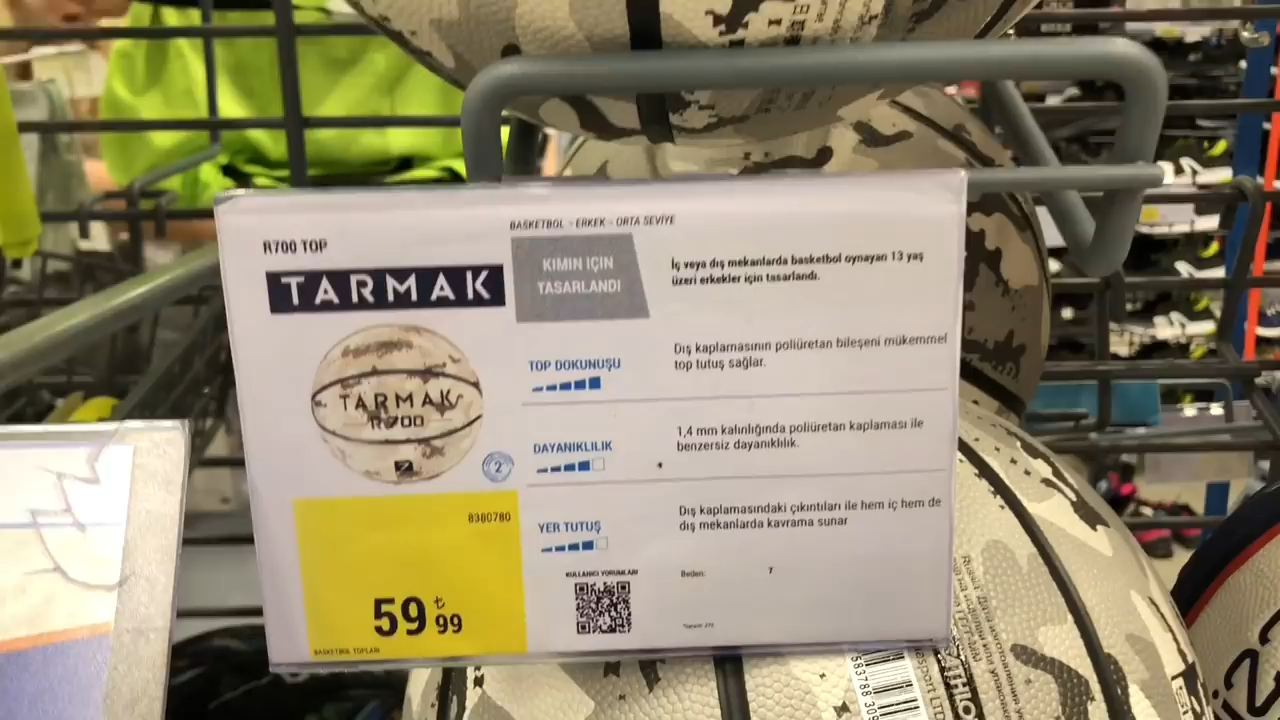 BASKETBOL - ERKEK - ORTA SEVİYE
R700 TOP
TARMAK
KIMIN IÇIN
TASARLANDI
İç veya dış mekanlarda basketbol oynayan 13 yaş
üzeri erkekler için tasarlandı.
TARMAK
R700
2
TOP DOKUNUŞU
Dış kaplamasının poliüretan bileşeni mükemmel
top tutuş sağlar.
DAYANIKLILIK
1,4 mm kalınlığında poliüretan kaplaması ile
benzersiz dayanıklılık.
YER TUTUŞ
Dış kaplamasındaki çıkıntıları ile hem iç hem de
dış mekanlarda kavrama sunar
8380780
59 ₺ 99
BASKETBOL TOPLARI
KULLANICI YORUMLARI
Beden: 7